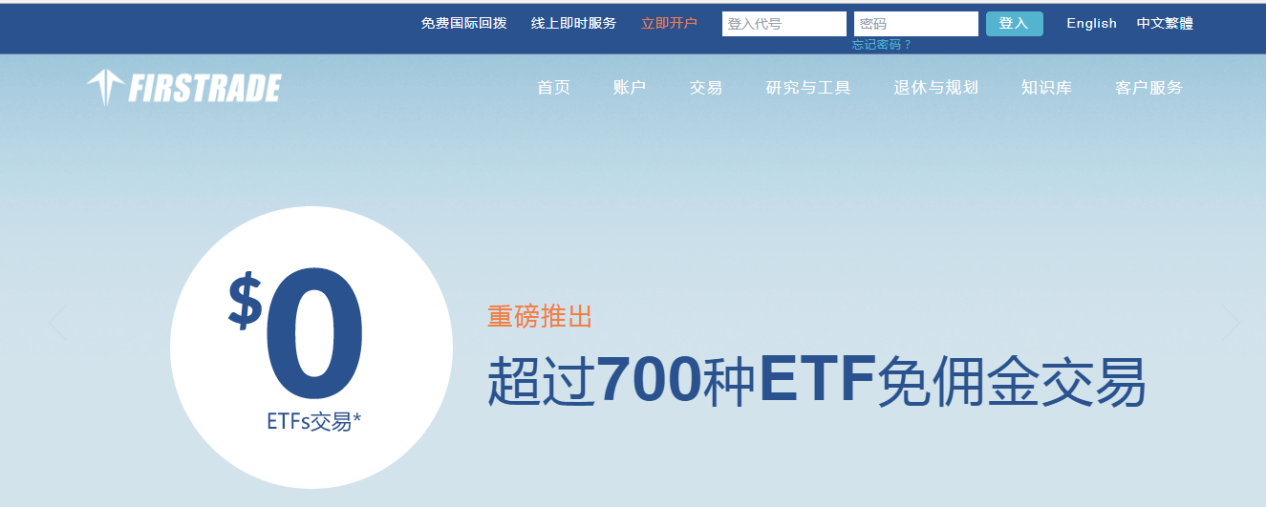 免费国际回拨 线上即时服务 立即开户 登入代号 密码 登入 English 中文繁體
忘记密码？
FIRSTRADE 首页 账户 交易 研究与工具 退休与规划 知识库 客户服务
$0
ETFs交易*
重磅推出
超过700种ETF免佣金交易